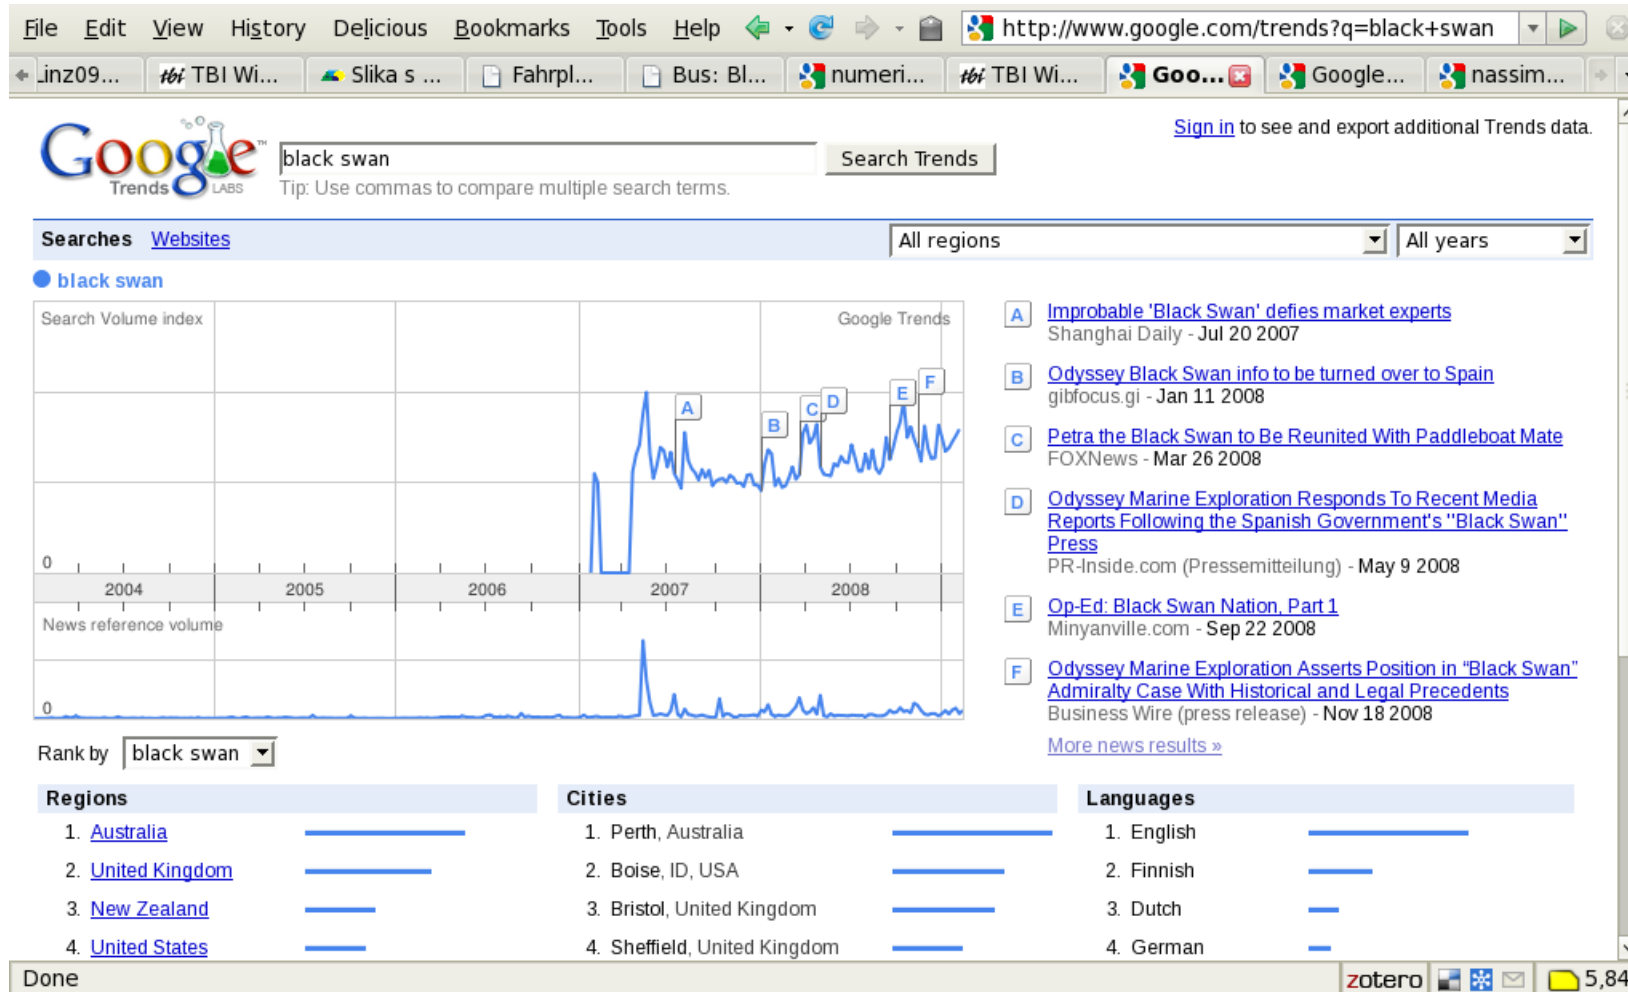 File Edit View History Delicious Bookmarks Tools Help http://www.google.com/trends?q=black+swan
Linz09... tbi TBI Wi... Slika s ... Fahrpl... Bus: Bl... numeri... tbi TBI Wi... Goo... Google... nassim...
Sign in to see and export additional Trends data.
Google™ Trends LABS
black swan Search Trends
Tip: Use commas to compare multiple search terms.
Searches Websites All regions All years
black swan
Search Volume index Google Trends
A B C D E F
0
2004 2005 2006 2007 2008
News reference volume
0
A Improbable 'Black Swan' defies market experts
Shanghai Daily - Jul 20 2007
B Odyssey Black Swan info to be turned over to Spain
gibfocus.gi - Jan 11 2008
C Petra the Black Swan to Be Reunited With Paddleboat Mate
FOXNews - Mar 26 2008
D Odyssey Marine Exploration Responds To Recent Media
Reports Following the Spanish Government's "Black Swan"
Press
PR-Inside.com (Pressemitteilung) - May 9 2008
E Op-Ed: Black Swan Nation, Part 1
Minyanville.com - Sep 22 2008
F Odyssey Marine Exploration Asserts Position in “Black Swan”
Admiralty Case With Historical and Legal Precedents
Business Wire (press release) - Nov 18 2008
More news results »
Rank by black swan
Regions
1. Australia
2. United Kingdom
3. New Zealand
4. United States
Cities
1. Perth, Australia
2. Boise, ID, USA
3. Bristol, United Kingdom
4. Sheffield, United Kingdom
Languages
1. English
2. Finnish
3. Dutch
4. German
Done zotero 5,84